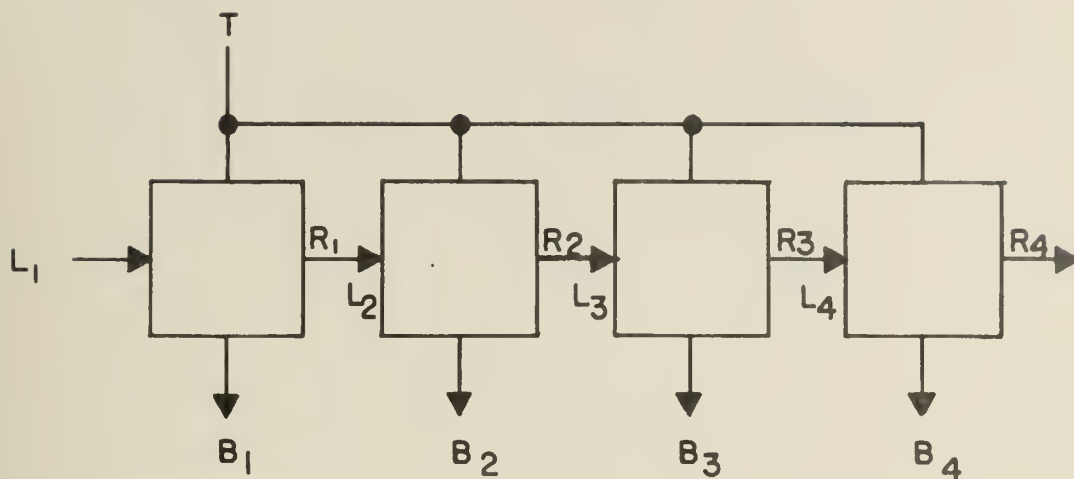 T
L₁ R₁ L₂ R₂ L₃ R₃ L₄ R₄
B₁ B₂ B₃ B₄